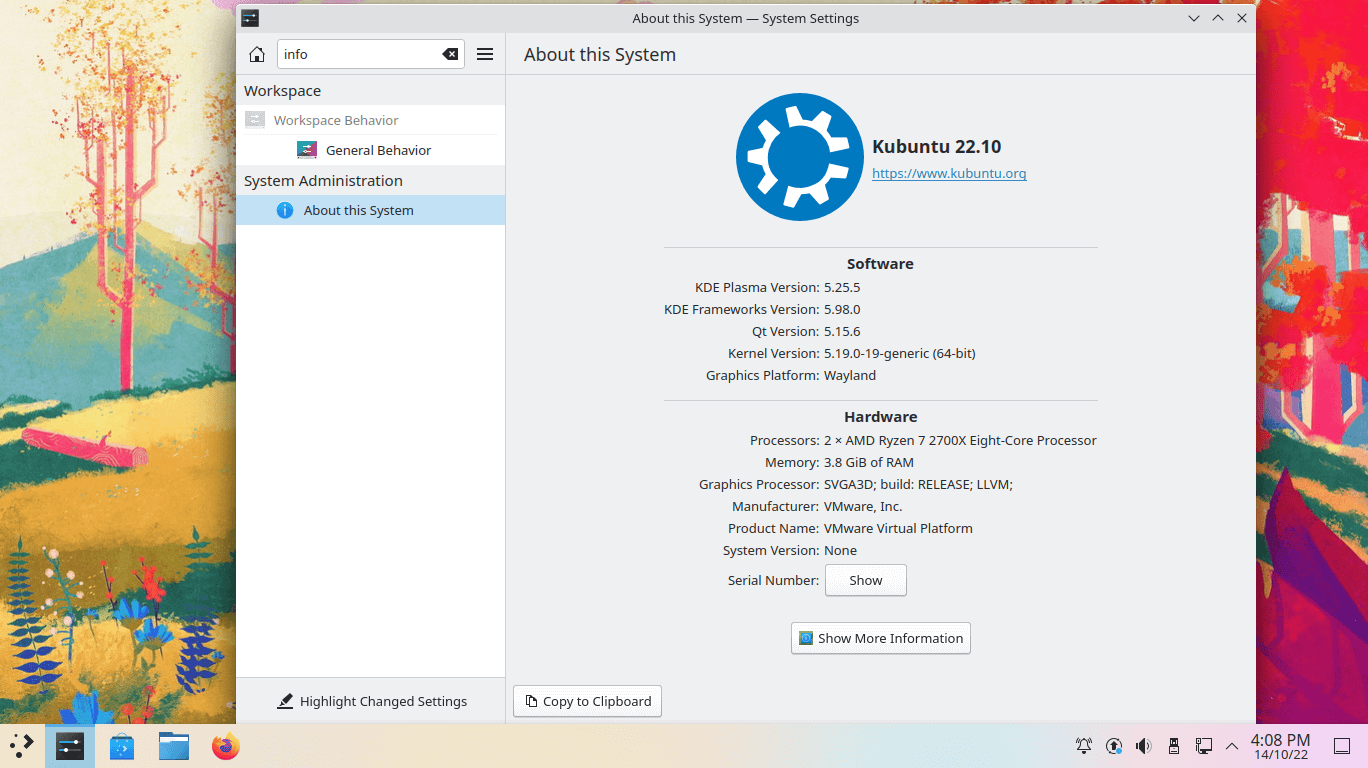 About this System — System Settings
info
About this System
Workspace
Workspace Behavior
General Behavior
System Administration
About this System
Kubuntu 22.10
https://www.kubuntu.org
Software
KDE Plasma Version: 5.25.5
KDE Frameworks Version: 5.98.0
Qt Version: 5.15.6
Kernel Version: 5.19.0-19-generic (64-bit)
Graphics Platform: Wayland
Hardware
Processors: 2 × AMD Ryzen 7 2700X Eight-Core Processor
Memory: 3.8 GiB of RAM
Graphics Processor: SVGA3D; build: RELEASE; LLVM;
Manufacturer: VMware, Inc.
Product Name: VMware Virtual Platform
System Version: None
Serial Number: Show
Show More Information
Highlight Changed Settings
Copy to Clipboard
4:08 PM
14/10/22